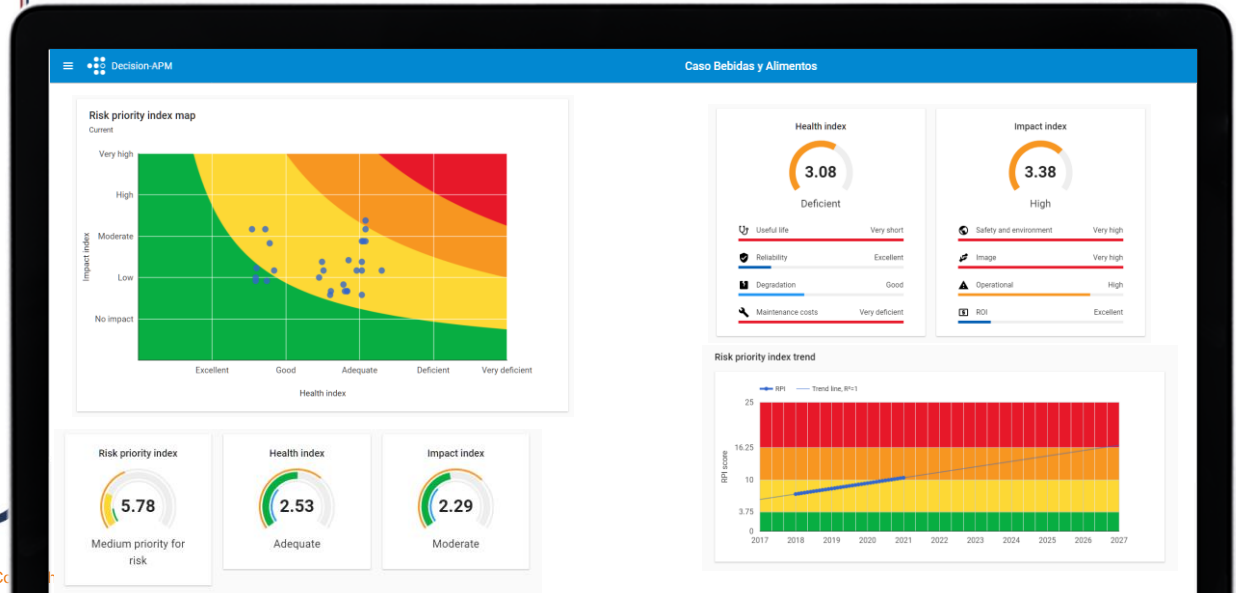 Decision-APM
Caso Bebidas y Alimentos
Risk priority index map
Current
Very high
High
Moderate
Low
No impact
Impact index
Excellent
Good
Adequate
Deficient
Very deficient
Health index
Risk priority index
5.78
Medium priority for
risk
Health index
2.53
Adequate
Impact index
2.29
Moderate
Health index
3.08
Deficient
Useful life Very short
Reliability Excellent
Degradation Good
Maintenance costs Very deficient
Impact index
3.38
High
Safety and environment Very high
Image Very high
Operational High
$ ROI Excellent
Risk priority index trend
RPI Trend line, R²=1
25
16.25
10
3.75
0
RPI score
2017 2018 2019 2020 2021 2022 2023 2024 2025 2026 2027